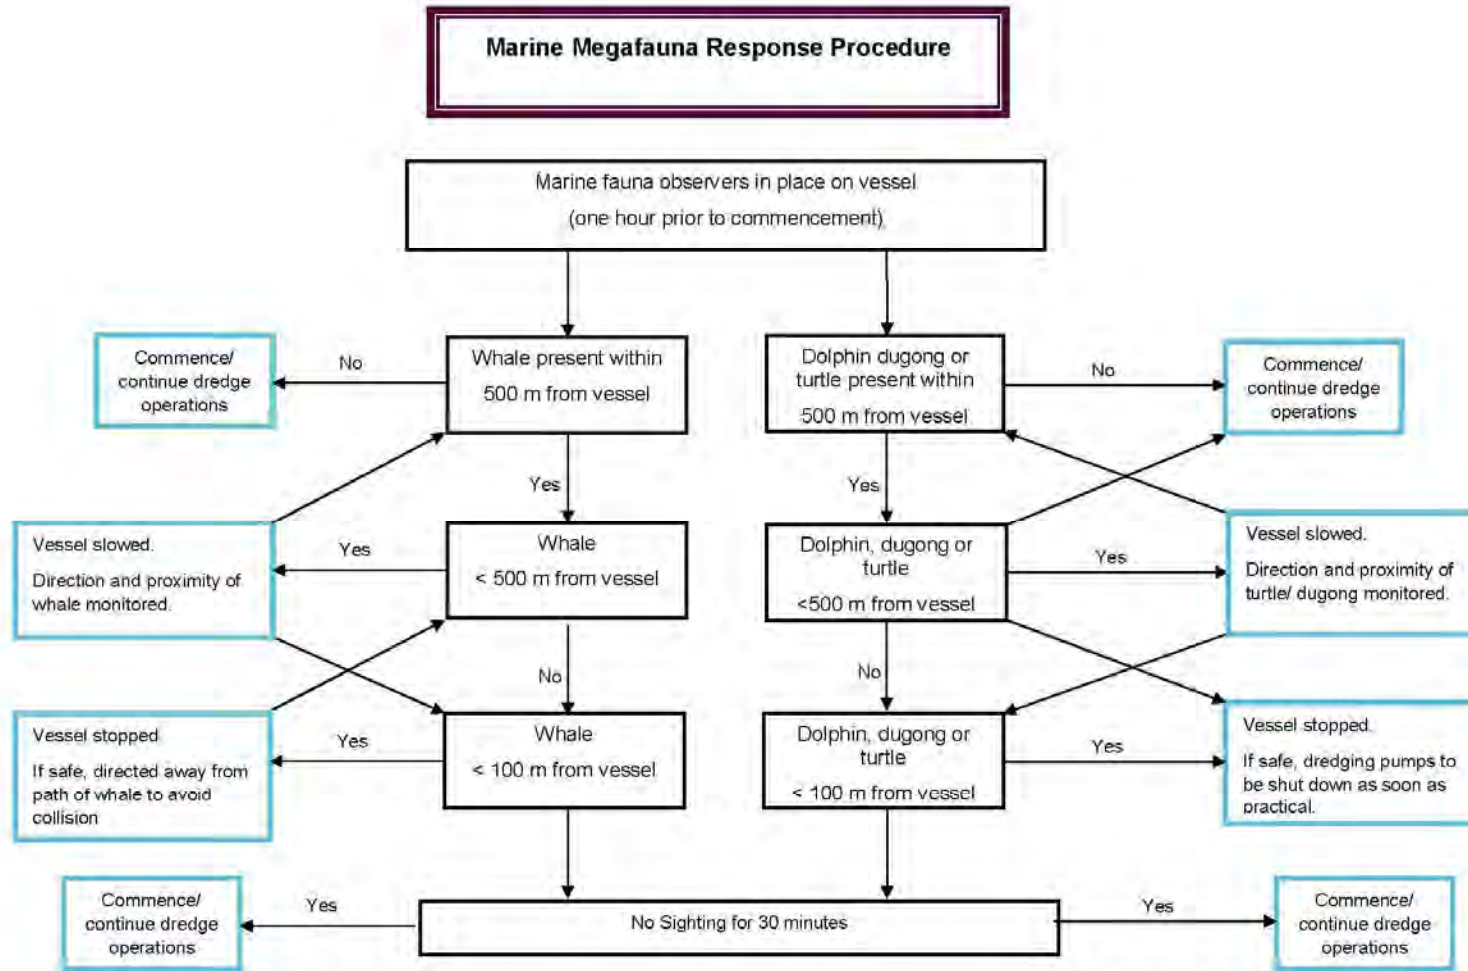 Marine Megafauna Response Procedure
Marine fauna observers in place on vessel
(one hour prior to commencement)
Commence/
continue dredge
operations
No
Whale present within
500 m from vessel
Dolphin dugong or
turtle present within
500 m from vessel
No
Commence/
continue dredge
operations
Yes
Yes
Vessel slowed.
Direction and proximity of
whale monitored.
Yes
Whale
< 500 m from vessel
Dolphin, dugong or
turtle
<500 m from vessel
Yes
Vessel slowed.
Direction and proximity of
turtle/ dugong monitored.
No
No
Vessel stopped.
If safe, directed away from
path of whale to avoid
collision
Yes
Whale
< 100 m from vessel
Dolphin, dugong or
turtle
< 100 m from vessel
Yes
Vessel stopped.
If safe, dredging pumps to
be shut down as soon as
practical.
Commence/
continue dredge
operations
Yes
No Sighting for 30 minutes
Yes
Commence/
continue dredge
operations